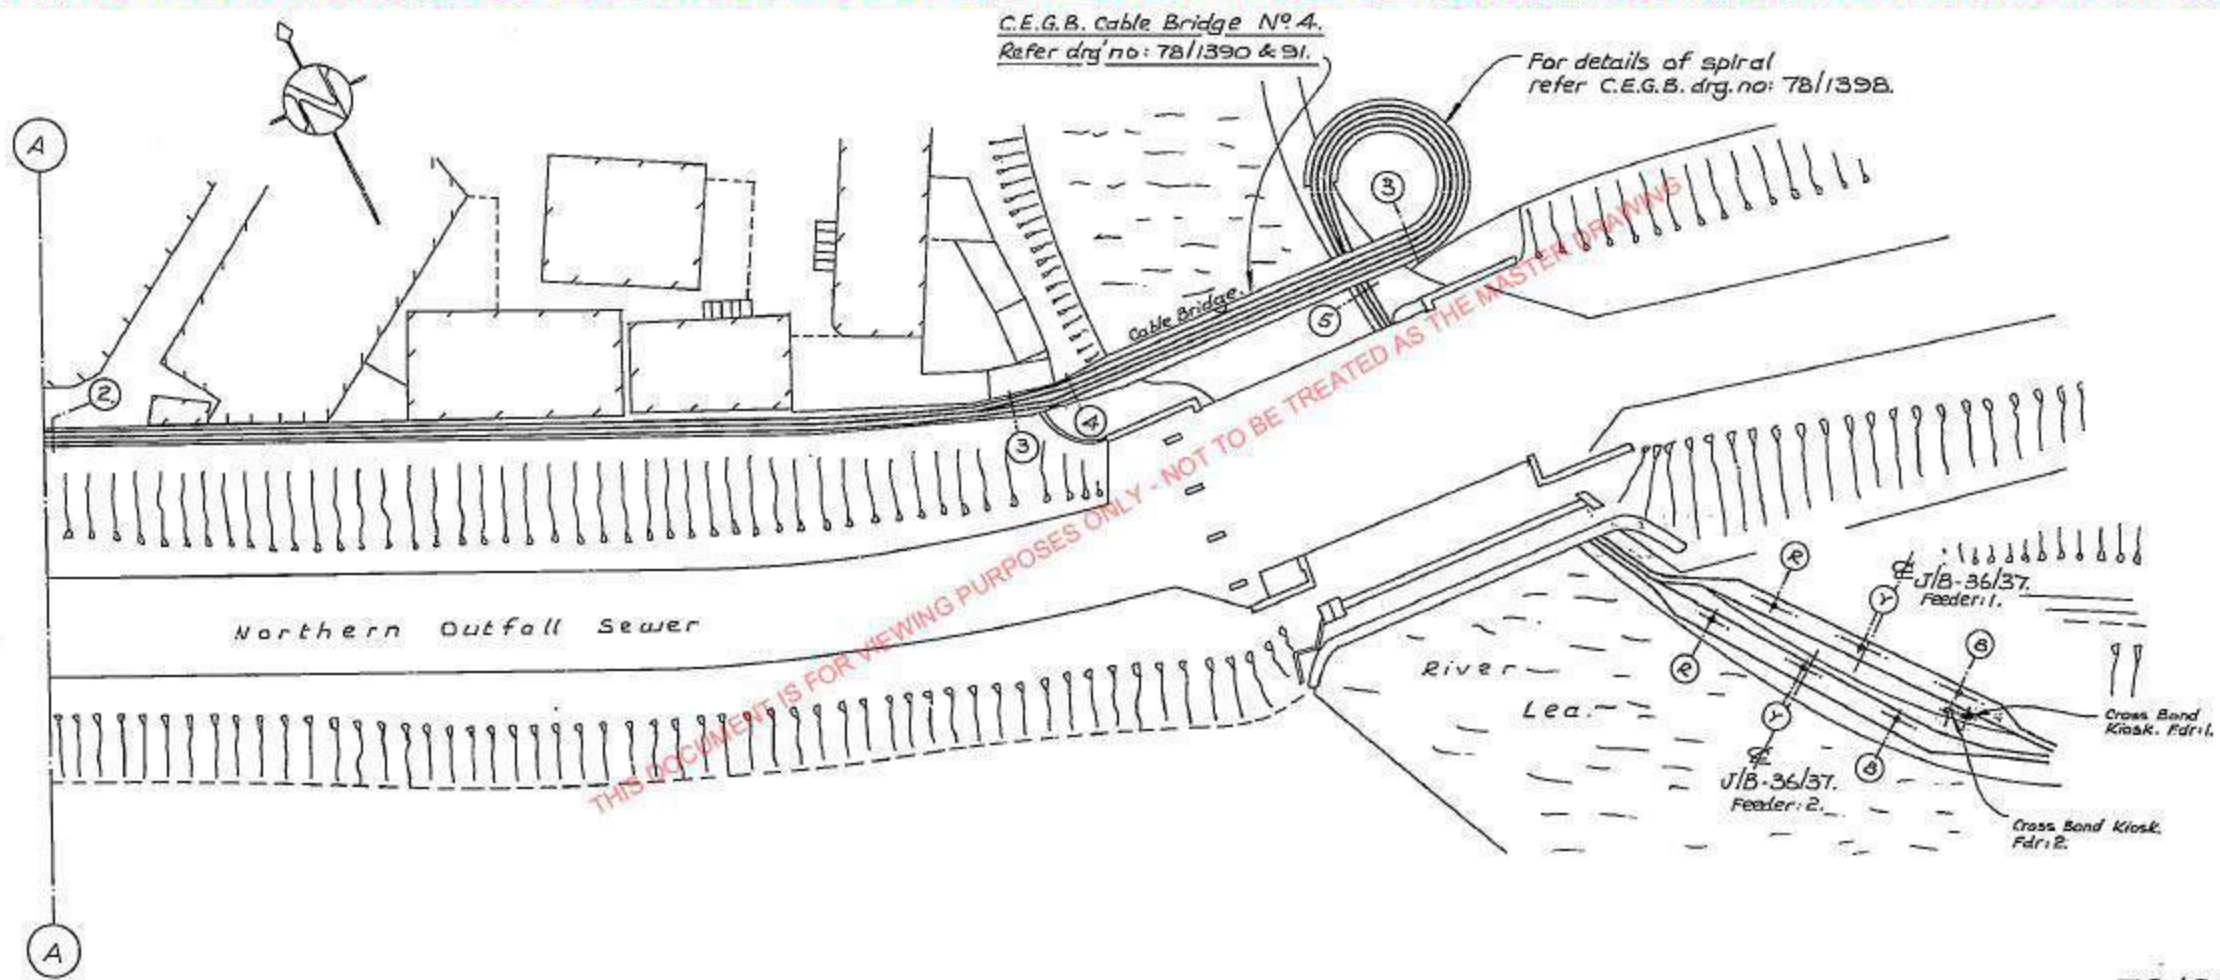 C.E.G.B. Cable Bridge Nº 4.
Refer drg'no: 78/1390 & 91.
For details of spiral
refer C.E.G.B. drg. no: 78/1398.
A
3
Cable Bridge.
5
2.
4
3
THIS DOCUMENT IS FOR VIEWING PURPOSES ONLY - NOT TO BE TREATED AS THE MASTER DRAWING
R
J/B-36/37.
Feeder:1.
Y
Northern Outfall Sewer
B
R
River
Lea.
Y
Cross Bond
Kiosk. Fdr:1.
B
J/B-36/37.
Feeder:2.
Cross Bond Kiosk.
Fdr:2.
A